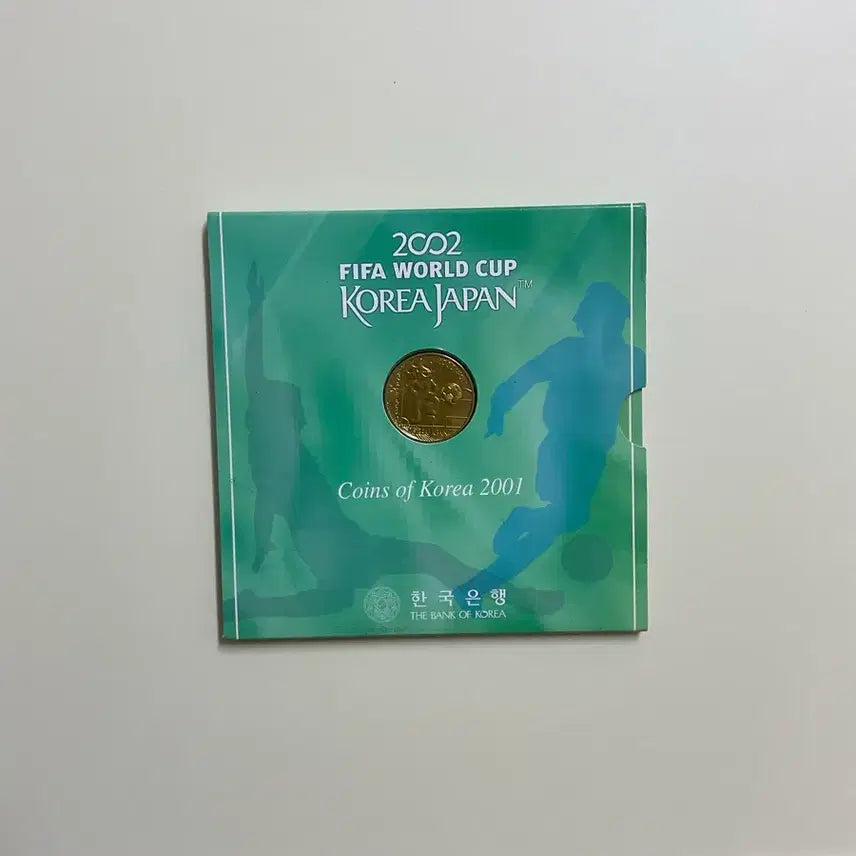 2002
FIFA WORLD CUP
KOREA JAPAN™
Coins of Korea 2001
한국은행
THE BANK OF KOREA